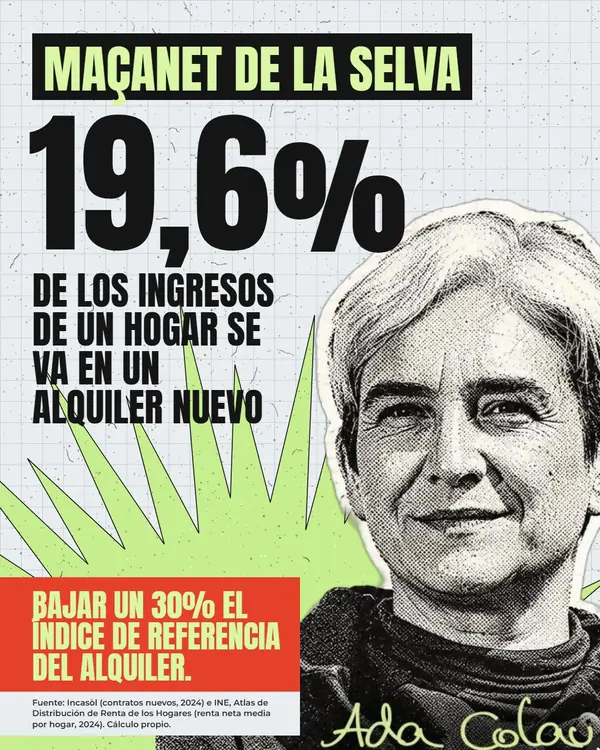 MAÇANET DE LA SELVA
19,6%
DE LOS INGRESOS
DE UN HOGAR SE
VA EN UN
ALQUILER NUEVO
BAJAR UN 30% EL
ÍNDICE DE REFERENCIA
DEL ALQUILER.
Fuente: Incasòl (contratos nuevos, 2024) e INE, Atlas de
Distribución de Renta de los Hogares (renta neta media
por hogar, 2024). Cálculo propio.
Ada Colau